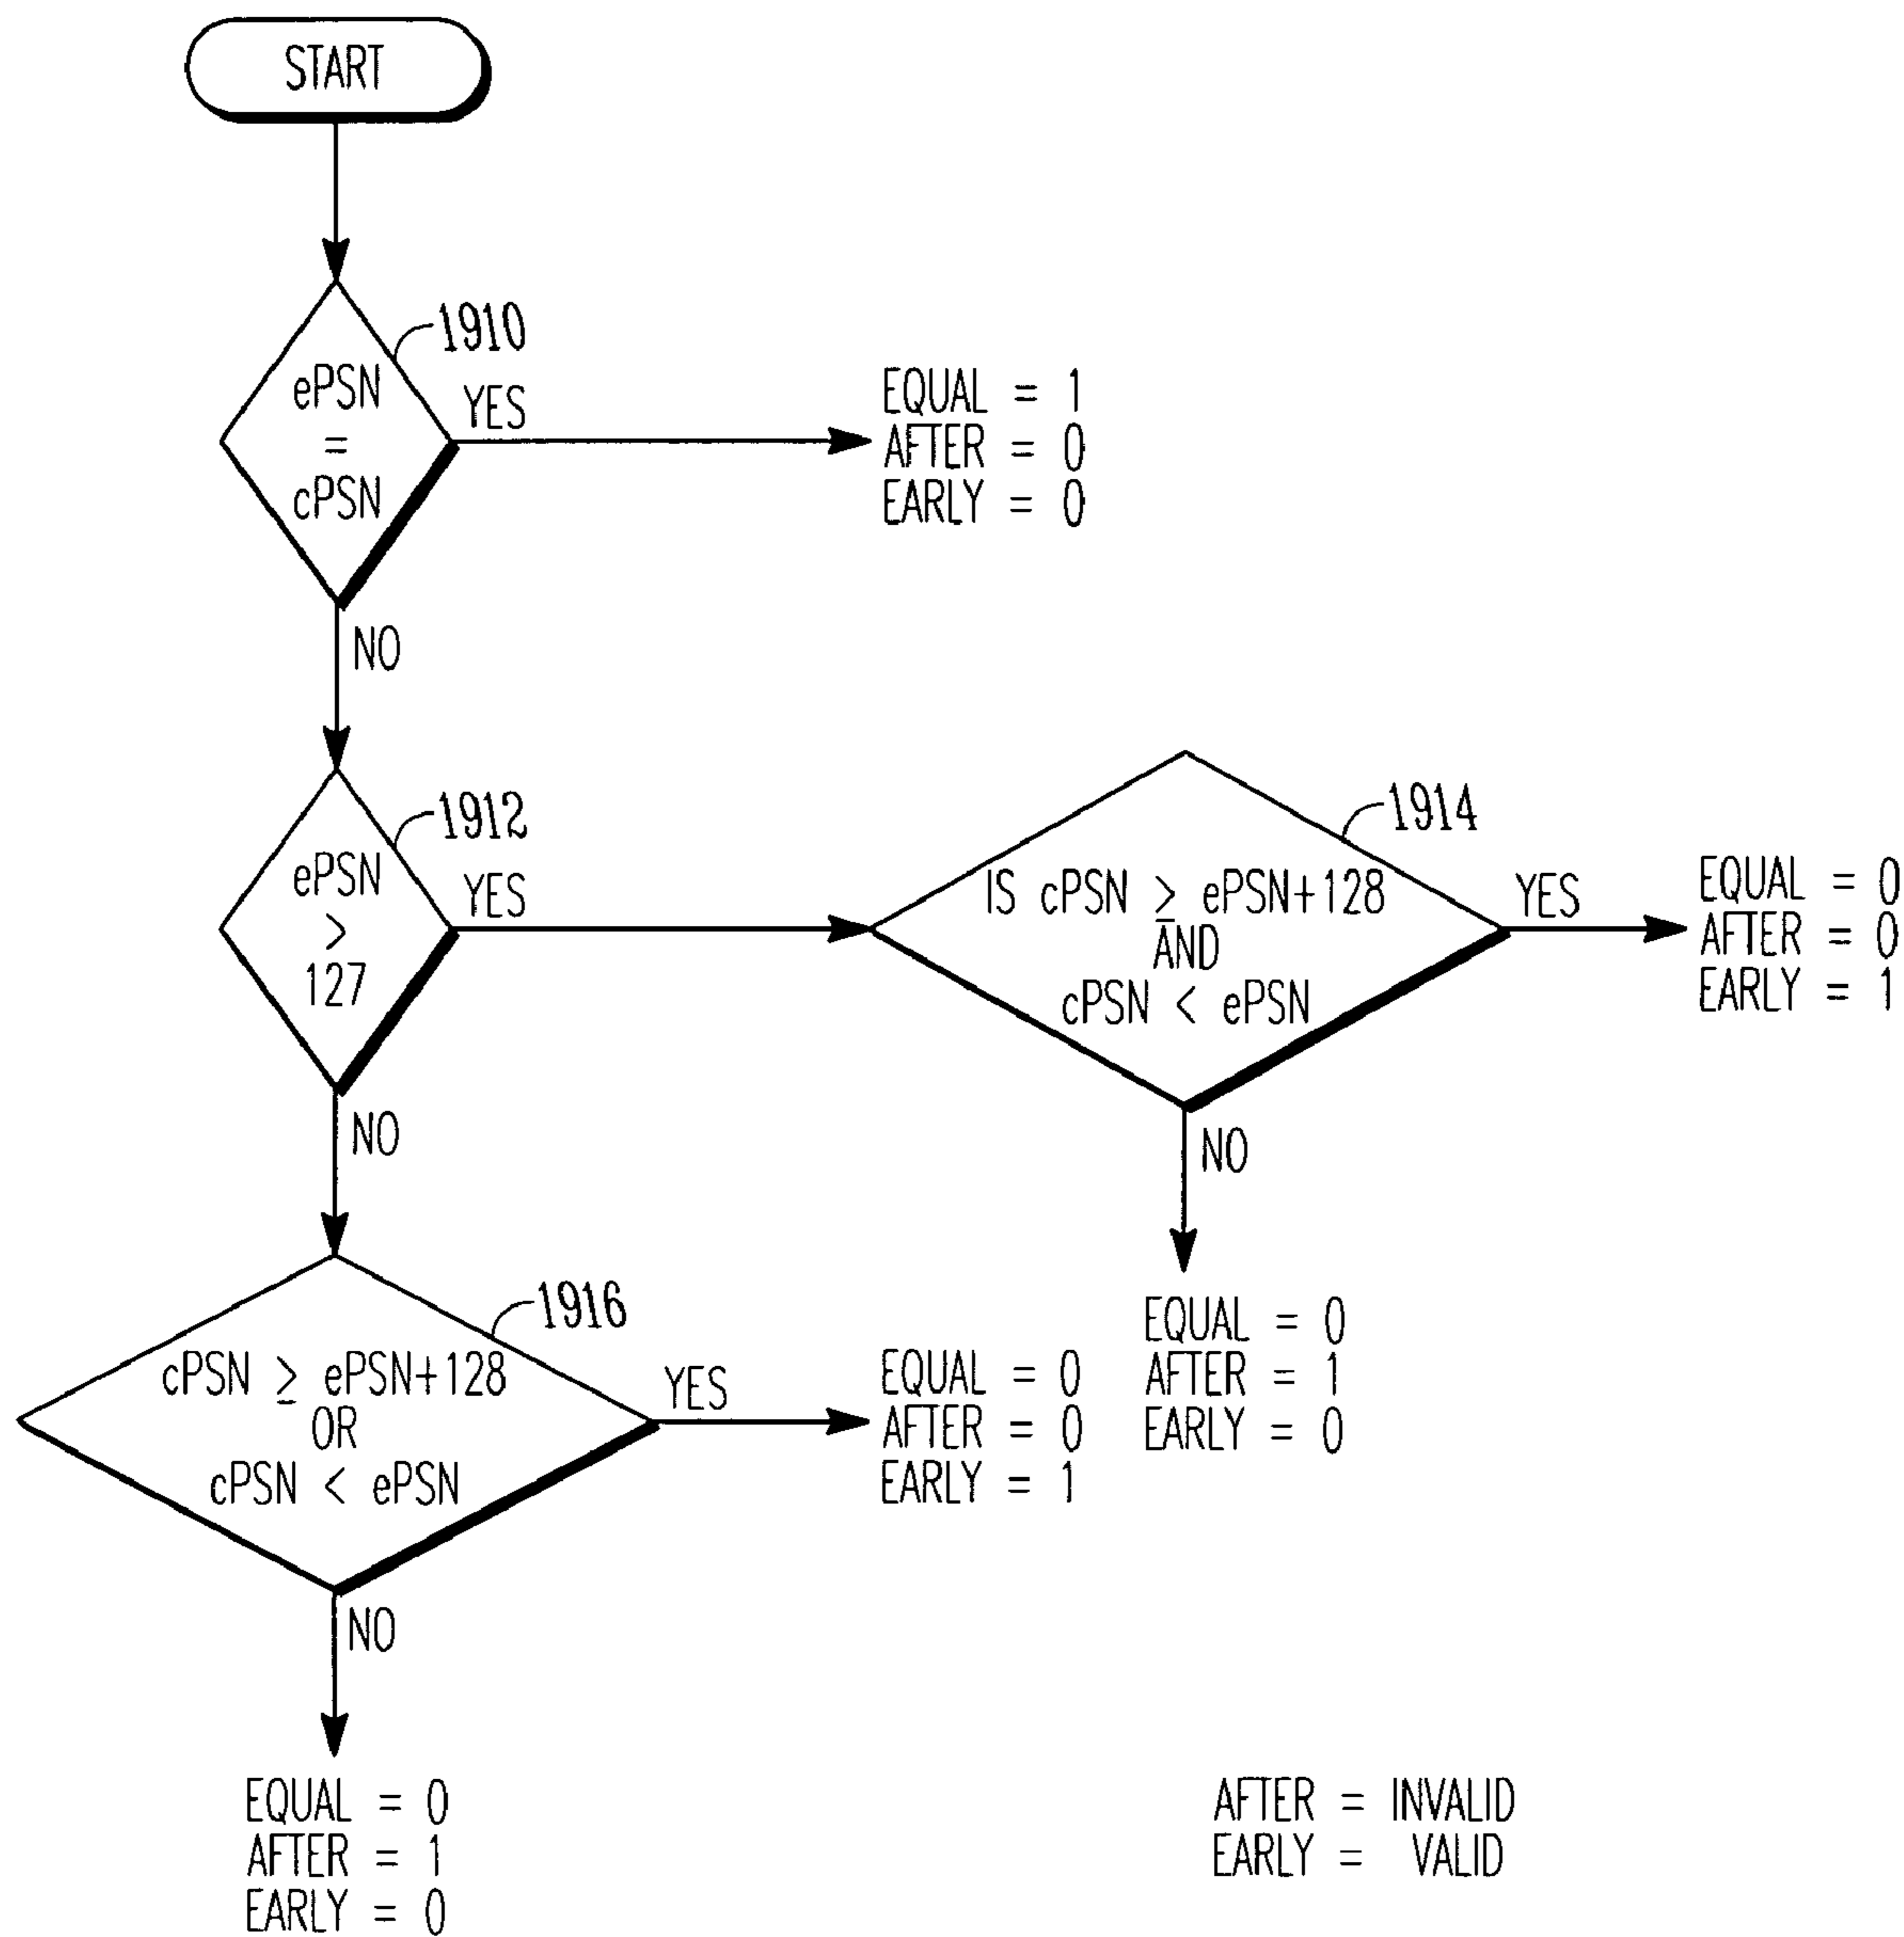 START
1910
ePSN
=
cPSN
YES
EQUAL = 1
AFTER = 0
EARLY = 0
NO
1912
ePSN
>
127
YES
1914
IS cPSN ≥ ePSN+128
AND
cPSN < ePSN
YES
EQUAL = 0
AFTER = 0
EARLY = 1
NO
EQUAL = 0
AFTER = 1
EARLY = 0
NO
1916
cPSN ≥ ePSN+128
OR
cPSN < ePSN
YES
EQUAL = 0
AFTER = 0
EARLY = 1
NO
EQUAL = 0
AFTER = 1
EARLY = 0
AFTER = INVALID
EARLY = VALID